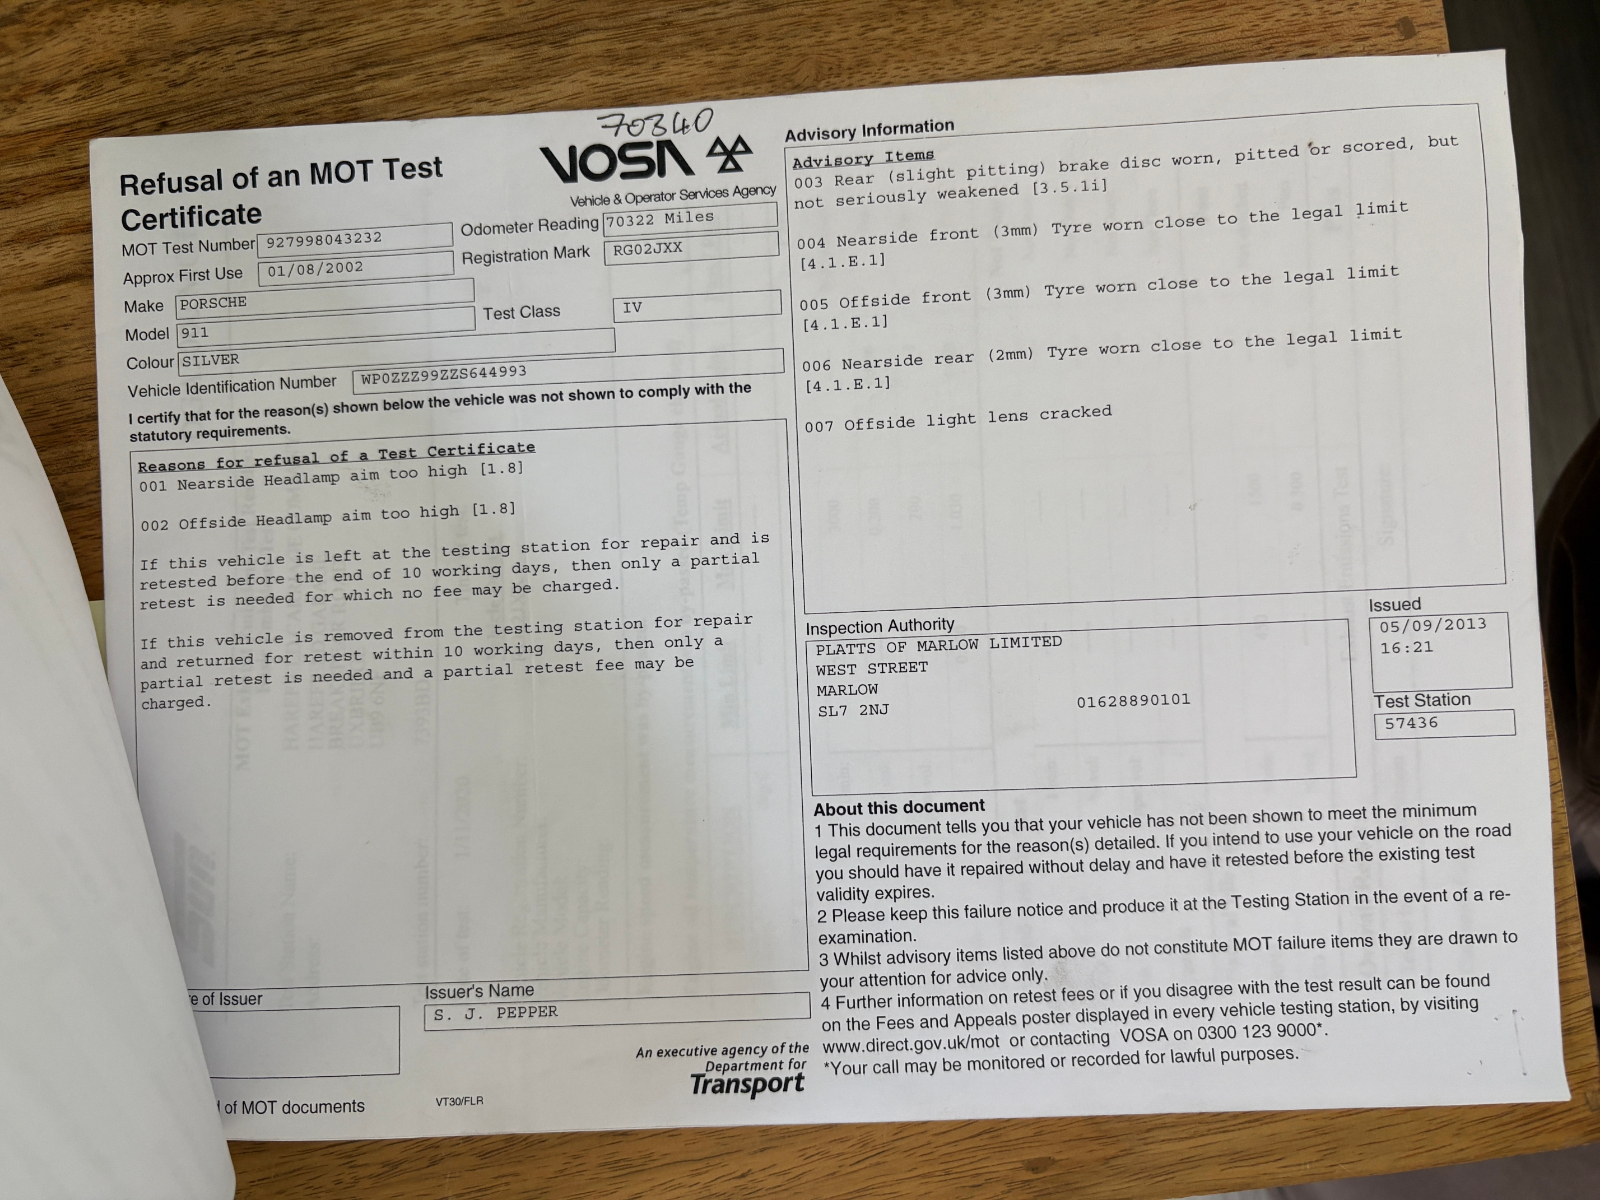 70340
Refusal of an MOT Test
Certificate
VOSA
Vehicle & Operator Services Agency
MOT Test Number 927998043232
Odometer Reading 70322 Miles
Approx First Use 01/08/2002
Registration Mark RG02JXX
Make PORSCHE
Model 911
Test Class IV
Colour SILVER
Vehicle Identification Number WP0ZZZ99ZZS644993
I certify that for the reason(s) shown below the vehicle was not shown to comply with the
statutory requirements.
Reasons for refusal of a Test Certificate
001 Nearside Headlamp aim too high [1.8]
002 Offside Headlamp aim too high [1.8]
If this vehicle is left at the testing station for repair and is
retested before the end of 10 working days, then only a partial
retest is needed for which no fee may be charged.
If this vehicle is removed from the testing station for repair
and returned for retest within 10 working days, then only a
partial retest is needed and a partial retest fee may be
charged.
e of Issuer
Issuer's Name
S. J. PEPPER
An executive agency of the
Department for
Transport
of MOT documents
VT30/FLR
Advisory Information
Advisory Items
003 Rear (slight pitting) brake disc worn, pitted or scored, but
not seriously weakened [3.5.1i]
004 Nearside front (3mm) Tyre worn close to the legal limit
[4.1.E.1]
005 Offside front (3mm) Tyre worn close to the legal limit
[4.1.E.1]
006 Nearside rear (2mm) Tyre worn close to the legal limit
[4.1.E.1]
007 Offside light lens cracked
Inspection Authority
PLATTS OF MARLOW LIMITED
WEST STREET
MARLOW
SL7 2NJ 01628890101
Issued
05/09/2013
16:21
Test Station
57436
About this document
1 This document tells you that your vehicle has not been shown to meet the minimum
legal requirements for the reason(s) detailed. If you intend to use your vehicle on the road
you should have it repaired without delay and have it retested before the existing test
validity expires.
2 Please keep this failure notice and produce it at the Testing Station in the event of a re-
examination.
3 Whilst advisory items listed above do not constitute MOT failure items they are drawn to
your attention for advice only.
4 Further information on retest fees or if you disagree with the test result can be found
on the Fees and Appeals poster displayed in every vehicle testing station, by visiting
www.direct.gov.uk/mot or contacting VOSA on 0300 123 9000*.
*Your call may be monitored or recorded for lawful purposes.